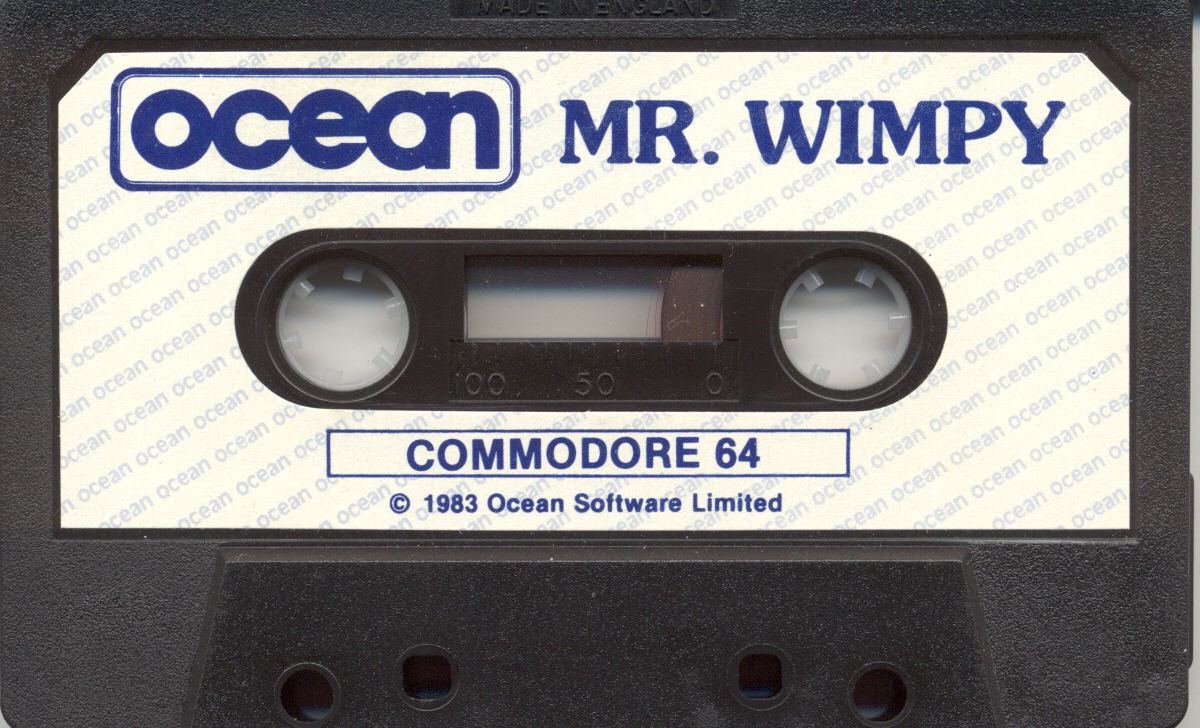 MADE IN ENGLAND
ocean MR. WIMPY
100 50 0
COMMODORE 64
© 1983 Ocean Software Limited